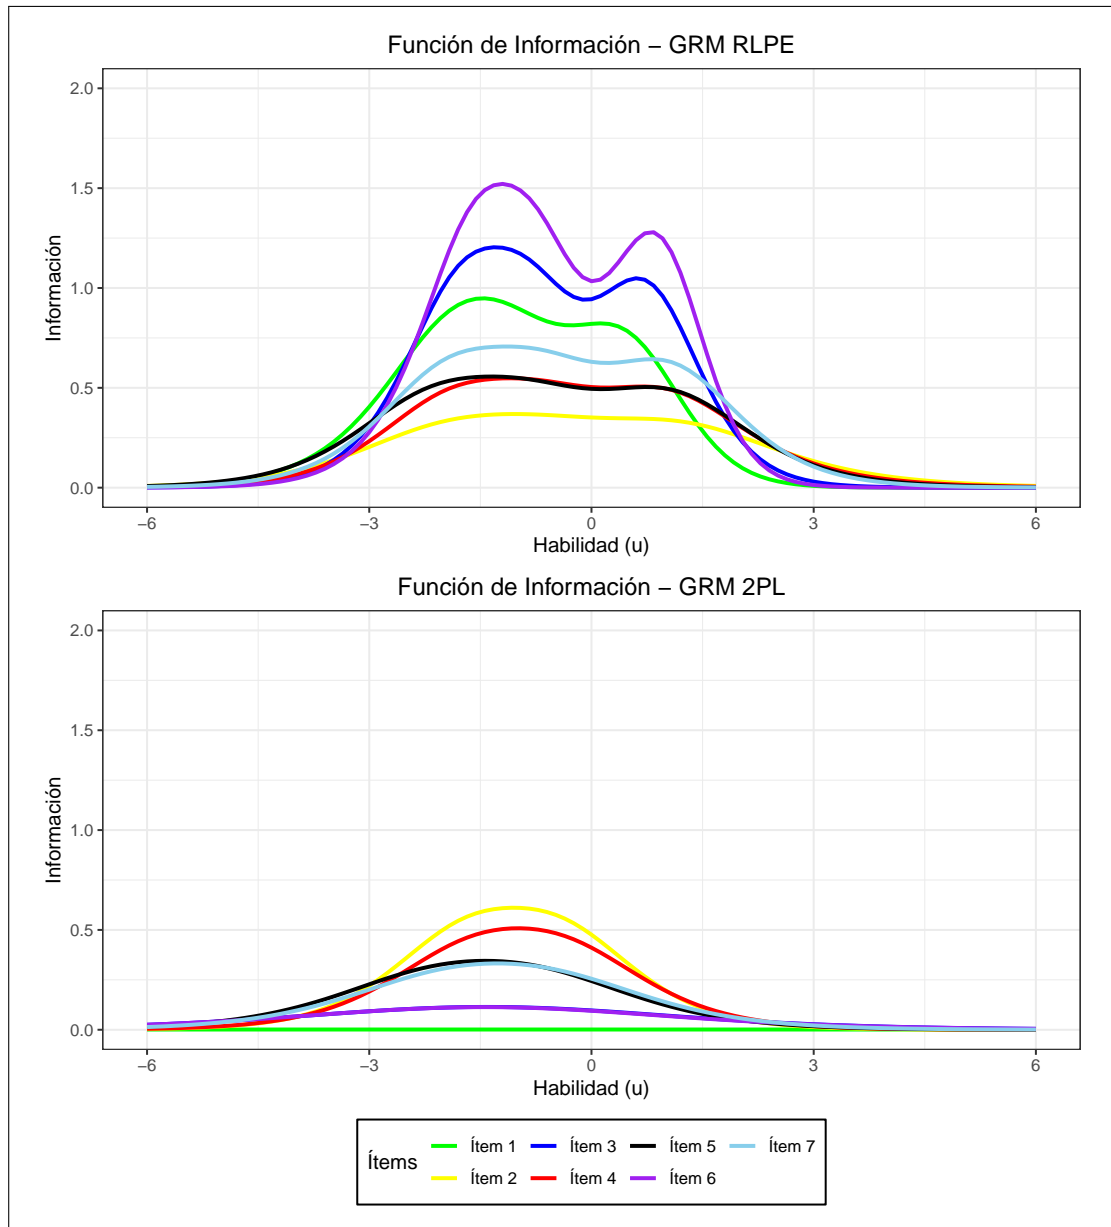 Función de Información – GRM RLPE
2.0
1.5
1.0
0.5
0.0
Información
−6 −3 0 3 6
Habilidad (u)
Función de Información – GRM 2PL
2.0
1.5
1.0
0.5
0.0
Información
−6 −3 0 3 6
Habilidad (u)
Ítems
Ítem 1 Ítem 3 Ítem 5 Ítem 7
Ítem 2 Ítem 4 Ítem 6